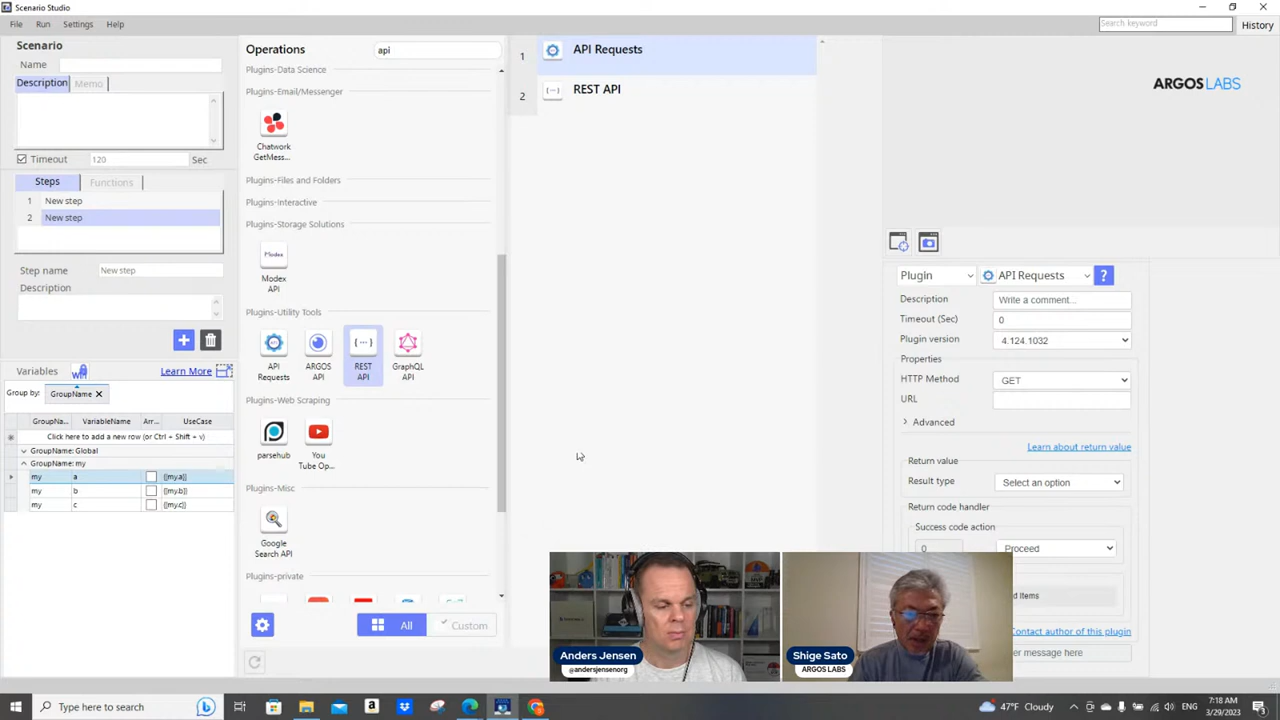 Scenario Studio
File Run Settings Help
Search keyword
History
Scenario
Name
Description Memo
Timeout 120 Sec
Steps Functions
1 New step
2 New step
Step name New step
Description
Variables Learn More
Group by: GroupName
GroupNa... VariableName Arr... UseCase
Click here to add a new row (or Ctrl + Shift + v)
GroupName: Global
GroupName: my
my a {{my.a}}
my b {{my.b}}
my c {{my.c}}
Operations api
Plugins-Data Science
Plugins-Email/Messenger
Chatwork
GetMess...
Plugins-Files and Folders
Plugins-Interactive
Plugins-Storage Solutions
Modex
Modex
API
Plugins-Utility Tools
API
Requests
ARGOS
API
REST
API
GraphQL
API
Plugins-Web Scraping
parsehub
You
Tube Op...
Plugins-Misc
Google
Search API
Plugins-private
All Custom
1 API Requests
2 REST API
ARGOS LABS
Plugin API Requests ?
Description Write a comment...
Timeout (Sec) 0
Plugin version 4.124.1032
Properties
HTTP Method GET
URL
Advanced
Learn about return value
Return value
Result type Select an option
Return code handler
Success code action
0 Proceed
Contact author of this plugin
message here
Anders Jensen
@andersjensenorg
Shige Sato
ARGOS LABS
Type here to search
47°F Cloudy
ENG
7:18 AM
3/29/2023